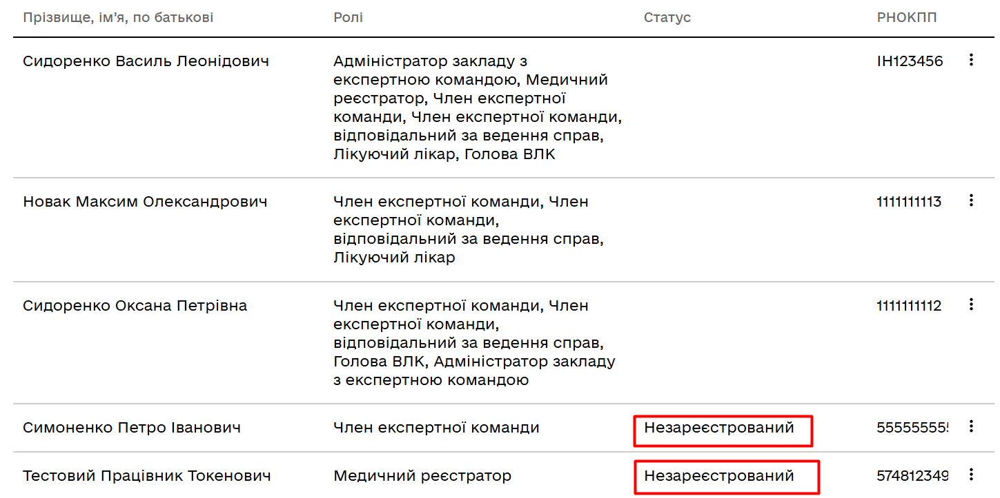 Прізвище, ім’я, по батькові Ролі Статус РНОКПП
Сидоренко Василь Леонідович
Адміністратор закладу з
експертною командою, Медичний
реєстратор, Член експертної
команди, Член експертної команди,
відповідальний за ведення справ,
Лікуючий лікар, Голова ВЛК
ІН123456
Новак Максим Олександрович
Член експертної команди, Член
експертної команди,
відповідальний за ведення справ,
Лікуючий лікар
1111111113
Сидоренко Оксана Петрівна
Член експертної команди, Член
експертної команди,
відповідальний за ведення справ,
Голова ВЛК, Адміністратор закладу
з експертною командою
1111111112
Симоненко Петро Іванович
Член експертної команди
Незареєстрований
555555555
Тестовий Працівник Токенович
Медичний реєстратор
Незареєстрований
574812349